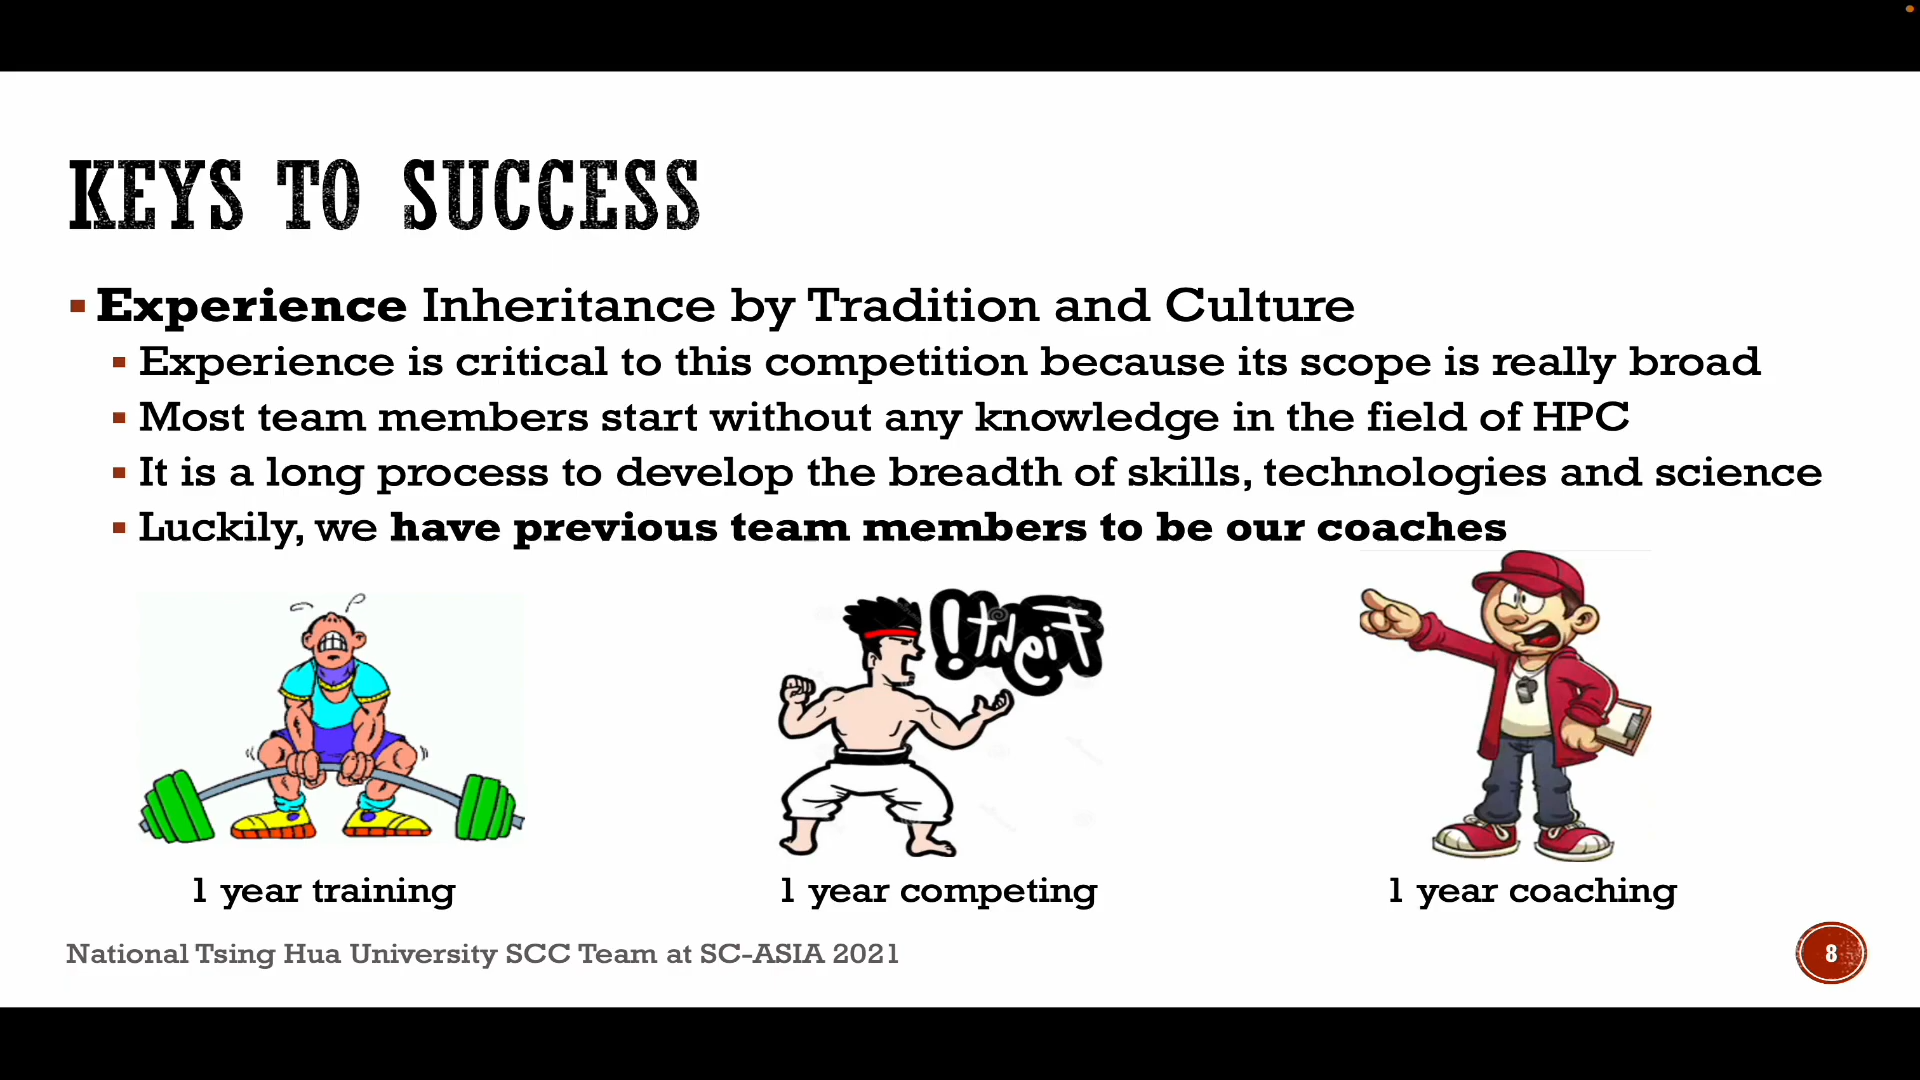 KEYS TO SUCCESS
Experience Inheritance by Tradition and Culture
Experience is critical to this competition because its scope is really broad
Most team members start without any knowledge in the field of HPC
It is a long process to develop the breadth of skills, technologies and science
Luckily, we have previous team members to be our coaches
Fight!
1 year training
1 year competing
1 year coaching
National Tsing Hua University SCC Team at SC-ASIA 2021
8